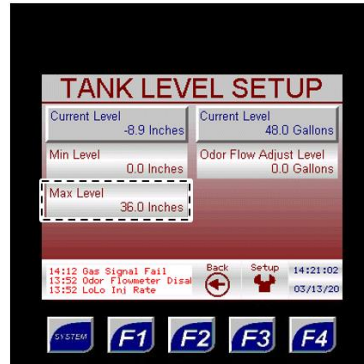 TANK LEVEL SETUP
Current Level
-8.9 Inches
Current Level
48.0 Gallons
Min Level
0.0 Inches
Odor Flow Adjust Level
0.0 Gallons
Max Level
36.0 Inches
14:12 Gas Signal Fail
13:52 Odor Flowmeter Disa
13:52 LoLo Inj Rate
Back
Setup
14:21:02
03/13/20
SYSTEM
F1
F2
F3
F4